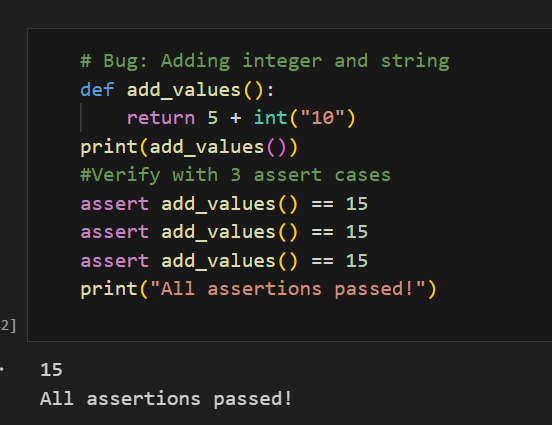 # Bug: Adding integer and string
def add_values():
    return 5 + int("10")
print(add_values())
#Verify with 3 assert cases
assert add_values() == 15
assert add_values() == 15
assert add_values() == 15
print("All assertions passed!")
2]
15
All assertions passed!